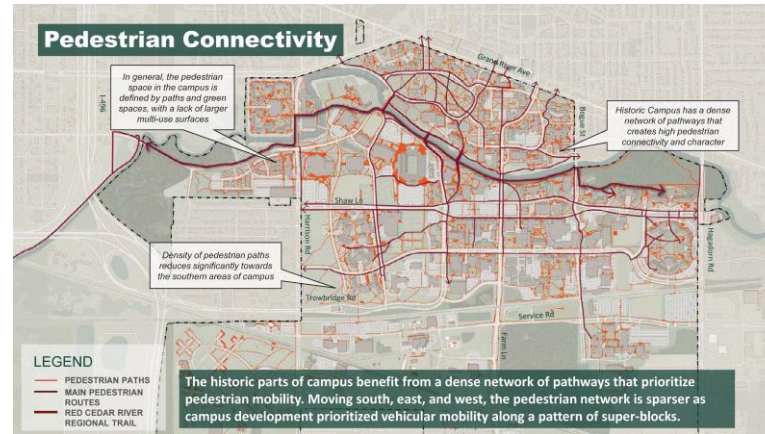 Pedestrian Connectivity
In general, the pedestrian
space in the campus is
defined by paths and green
spaces, with a lack of larger
multi-use surfaces
Grand River Ave
I-496
Bogue St
Historic Campus has a dense
network of pathways that
creates high pedestrian
connectivity and character
Shaw Ln
Harrison Rd
Hagadorn Rd
Density of pedestrian paths
reduces significantly towards
the southern areas of campus
Trowbridge Rd
Service Rd
Farm Ln
LEGEND
PEDESTRIAN PATHS
MAIN PEDESTRIAN
ROUTES
RED CEDAR RIVER
REGIONAL TRAIL
The historic parts of campus benefit from a dense network of pathways that prioritize
pedestrian mobility. Moving south, east, and west, the pedestrian network is sparser as
campus development prioritized vehicular mobility along a pattern of super-blocks.